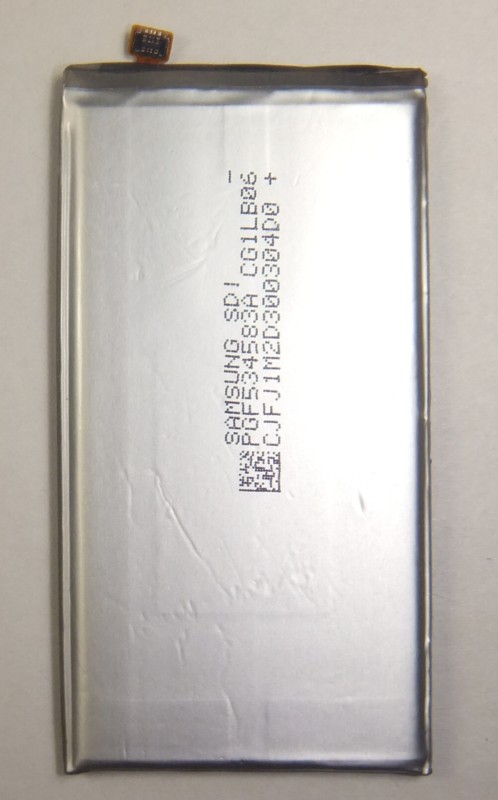 SAMSUNG SDI −
PGF534583A CG1LB06
CJFJ1M2D300304D0 +